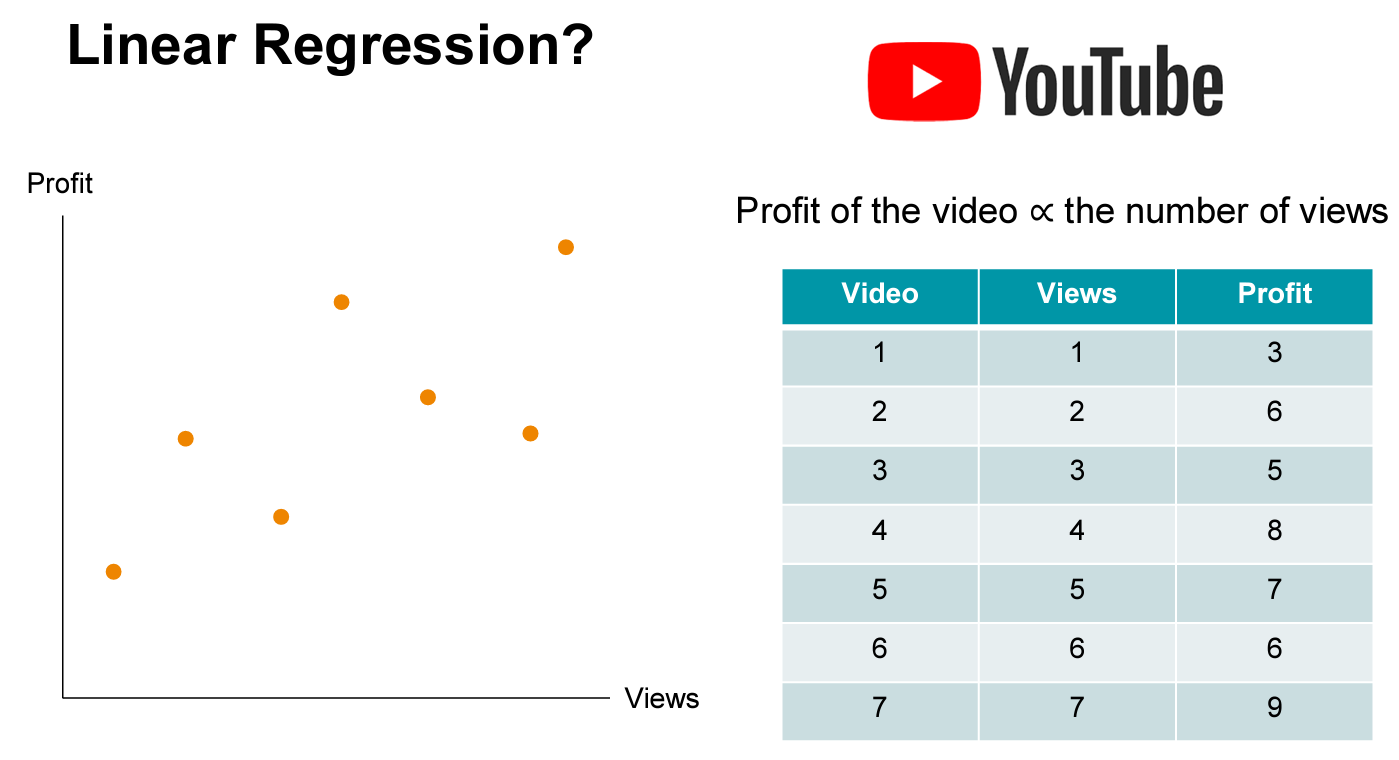 Linear Regression?
YouTube
Profit
Views
Profit of the video ∝ the number of views
Video Views Profit
1 1 3
2 2 6
3 3 5
4 4 8
5 5 7
6 6 6
7 7 9